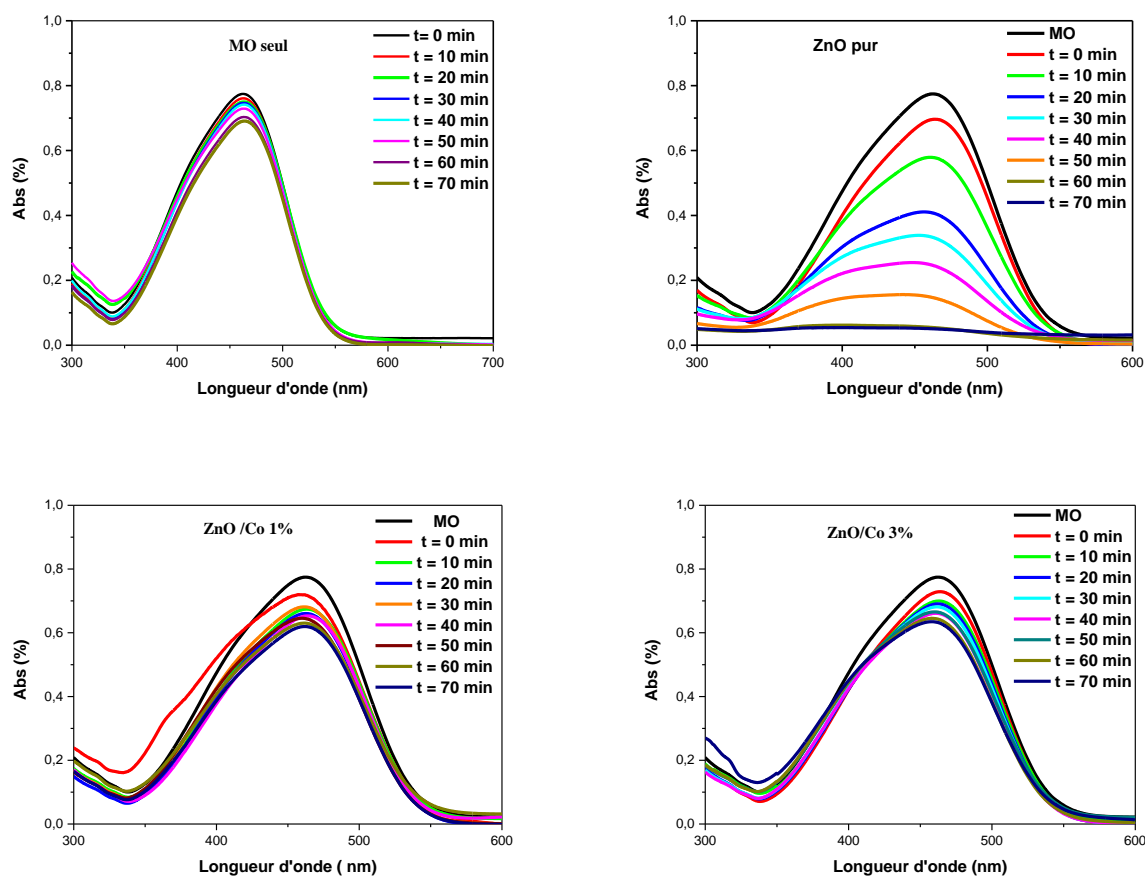 MO seul
t= 0 min
t = 10 min
t = 20 min
t = 30 min
t = 40 min
t = 50 min
t = 60 min
t = 70 min
1,0
0,8
0,6
0,4
0,2
0,0
Abs (%)
300 400 500 600 700
Longueur d'onde (nm)
ZnO pur
MO
t = 0 min
t = 10 min
t = 20 min
t = 30 min
t = 40 min
t = 50 min
t = 60 min
t = 70 min
1,0
0,8
0,6
0,4
0,2
0,0
Abs (%)
300 400 500 600
Longueur d'onde (nm)
ZnO /Co 1%
MO
t = 0 min
t = 10 min
t = 20 min
t = 30 min
t = 40 min
t = 50 min
t = 60 min
t = 70 min
1,0
0,8
0,6
0,4
0,2
0,0
Abs (%)
300 400 500 600
Longueur d'onde ( nm)
ZnO/Co 3%
MO
t = 0 min
t = 10 min
t = 20 min
t = 30 min
t = 40 min
t = 50 min
t = 60 min
t = 70 min
1,0
0,8
0,6
0,4
0,2
0,0
Abs (%)
300 400 500 600
Longueur d'onde (nm)